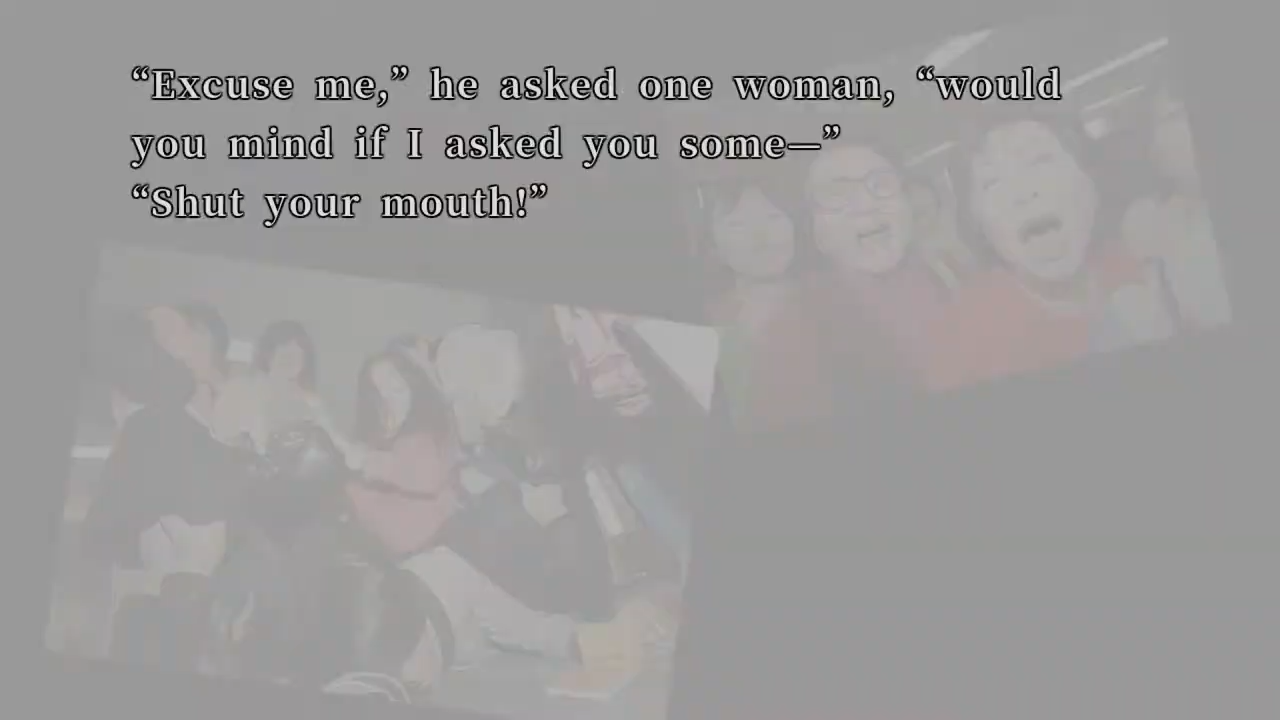 “Excuse me,” he asked one woman, “would
you mind if I asked you some—”
“Shut your mouth!”